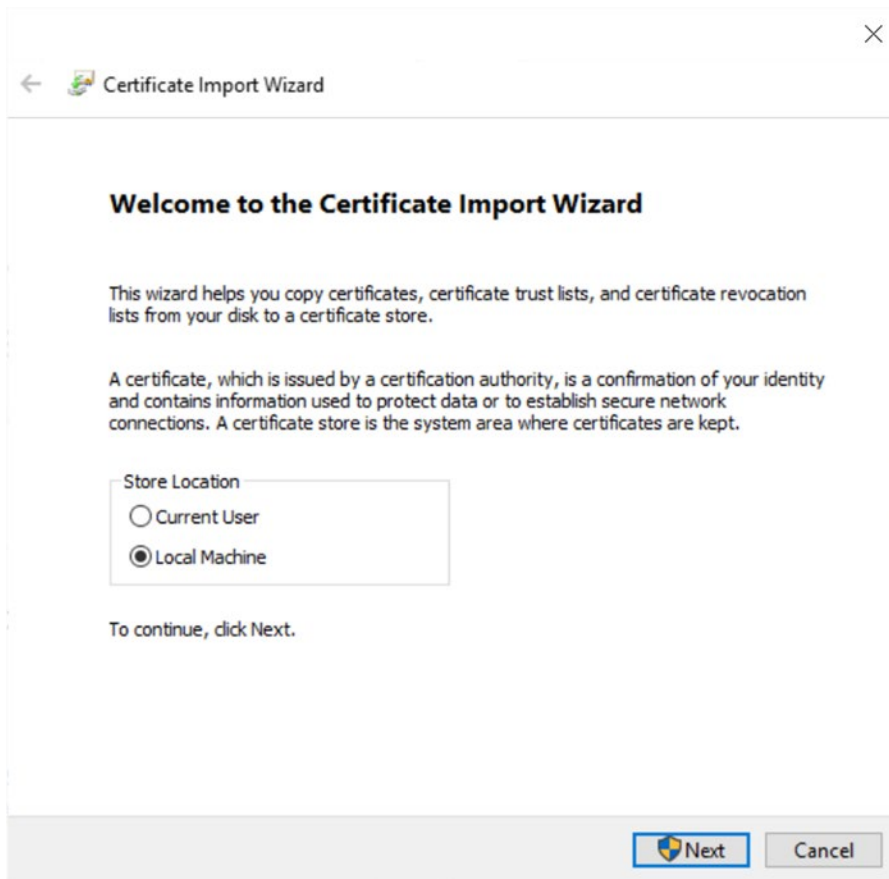 Certificate Import Wizard
Welcome to the Certificate Import Wizard
This wizard helps you copy certificates, certificate trust lists, and certificate revocation
lists from your disk to a certificate store.
A certificate, which is issued by a certification authority, is a confirmation of your identity
and contains information used to protect data or to establish secure network
connections. A certificate store is the system area where certificates are kept.
Store Location
Current User
Local Machine
To continue, click Next.
Next
Cancel